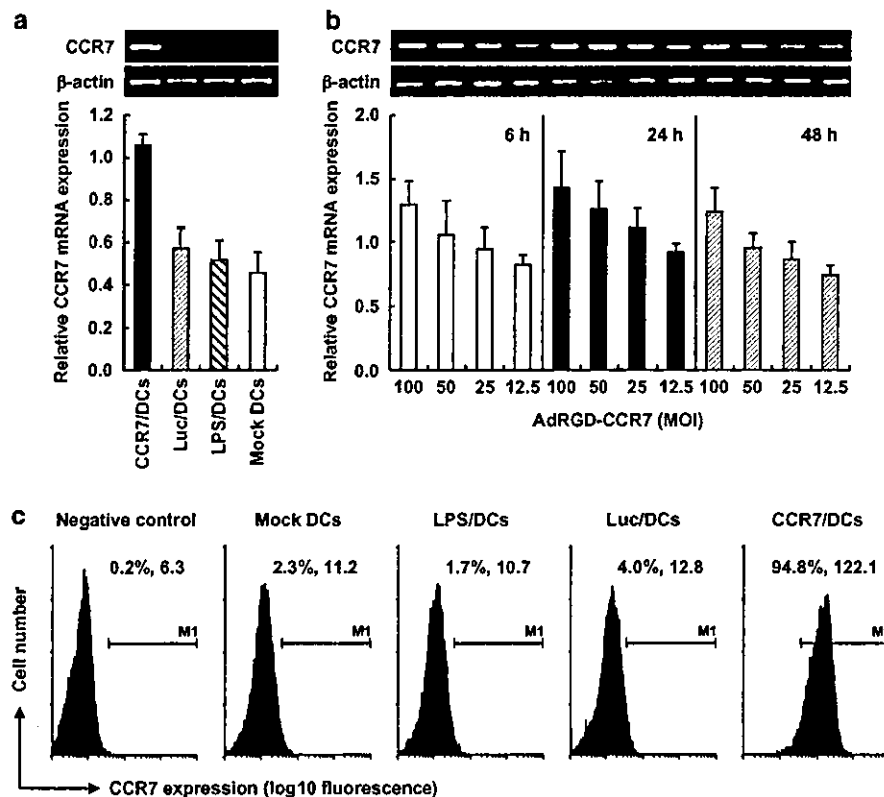 a
CCR7
β-actin
Relative CCR7 mRNA expression
1.2
1.0
0.8
0.6
0.4
0.2
0.0
CCR7/DCs
Luc/DCs
LPS/DCs
Mock DCs
b
CCR7
β-actin
Relative CCR7 mRNA expression
2.0
1.5
1.0
0.5
0.0
6 h
24 h
48 h
100 50 25 12.5 100 50 25 12.5 100 50 25 12.5
AdRGD-CCR7 (MOI)
c
Negative control
0.2%, 6.3
M1
Mock DCs
2.3%, 11.2
M1
LPS/DCs
1.7%, 10.7
M1
Luc/DCs
4.0%, 12.8
M1
CCR7/DCs
94.8%, 122.1
M
Cell number
CCR7 expression (log10 fluorescence)